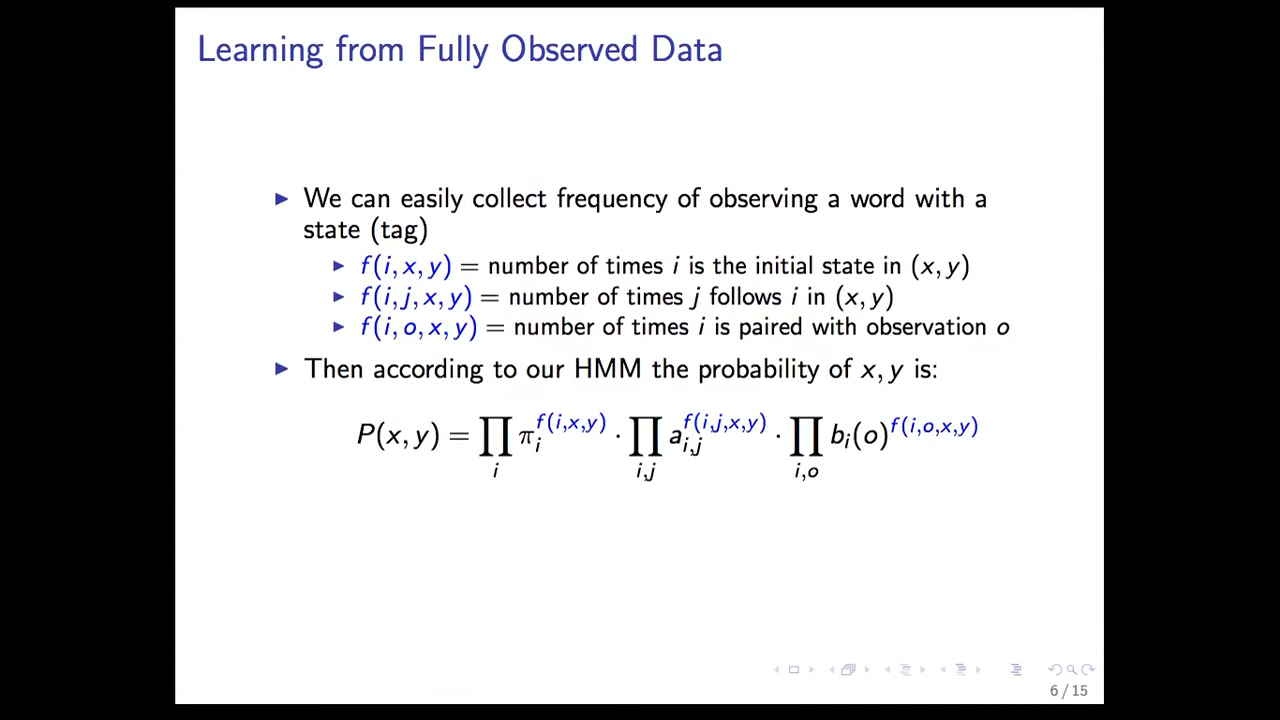 Learning from Fully Observed Data
▶ We can easily collect frequency of observing a word with a
state (tag)
▶ f(i, x, y) = number of times i is the initial state in (x, y)
▶ f(i, j, x, y) = number of times j follows i in (x, y)
▶ f(i, o, x, y) = number of times i is paired with observation o
▶ Then according to our HMM the probability of x, y is:
P(x, y) = ∏_i π_i^{f(i,x,y)} · ∏_{i,j} a_{i,j}^{f(i,j,x,y)} · ∏_{i,o} b_i(o)^{f(i,o,x,y)}
6 / 15